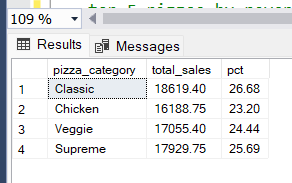 109 %
Results Messages
pizza_category total_sales pct
1 Classic 18619.40 26.68
2 Chicken 16188.75 23.20
3 Veggie 17055.40 24.44
4 Supreme 17929.75 25.69